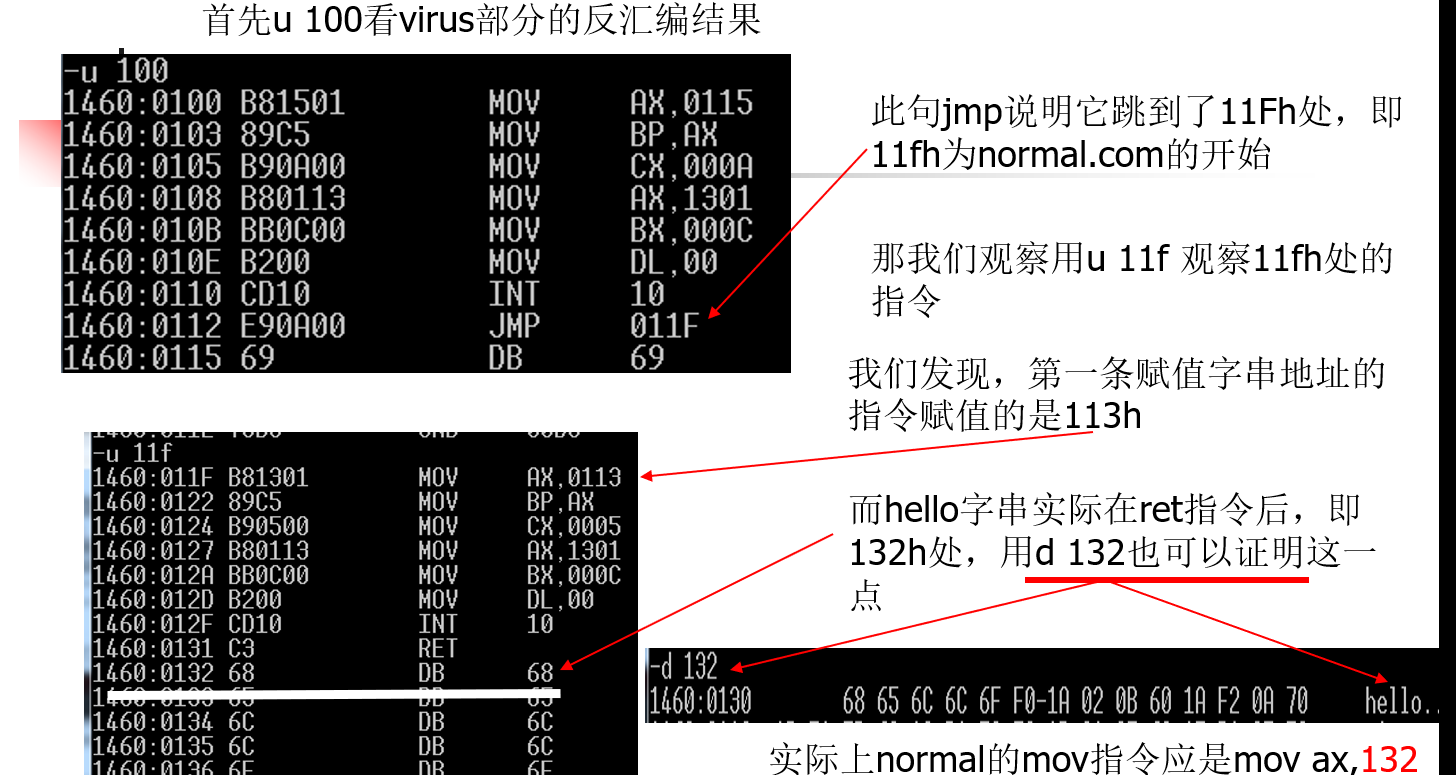 首先u 100看virus部分的反汇编结果
-u 100
1460:0100 B81501 MOV AX,0115
1460:0103 89C5 MOV BP,AX
1460:0105 B90A00 MOV CX,000A
1460:0108 B80113 MOV AX,1301
1460:010B BB0C00 MOV BX,000C
1460:010E B200 MOV DL,00
1460:0110 CD10 INT 10
1460:0112 E90A00 JMP 011F
1460:0115 69 DB 69
此句jmp说明它跳到了11Fh处，即
11fh为normal.com的开始
那我们观察用u 11f 观察11fh处的
指令
我们发现，第一条赋值字串地址的
指令赋值的是113h
-u 11f
1460:011F B81301 MOV AX,0113
1460:0122 89C5 MOV BP,AX
1460:0124 B90500 MOV CX,0005
1460:0127 B80113 MOV AX,1301
1460:012A BB0C00 MOV BX,000C
1460:012D B200 MOV DL,00
1460:012F CD10 INT 10
1460:0131 C3 RET
1460:0132 68 DB 68
1460:0134 6C DB 6C
1460:0135 6C DB 6C
1460:0136 6F DB 6F
而hello字串实际在ret指令后，即
132h处，用d 132也可以证明这一
点
-d 132
1460:0130 68 65 6C 6C 6F F0-1A 02 0B 60 1A F2 0A 70 hello..
实际上normal的mov指令应是mov ax,132